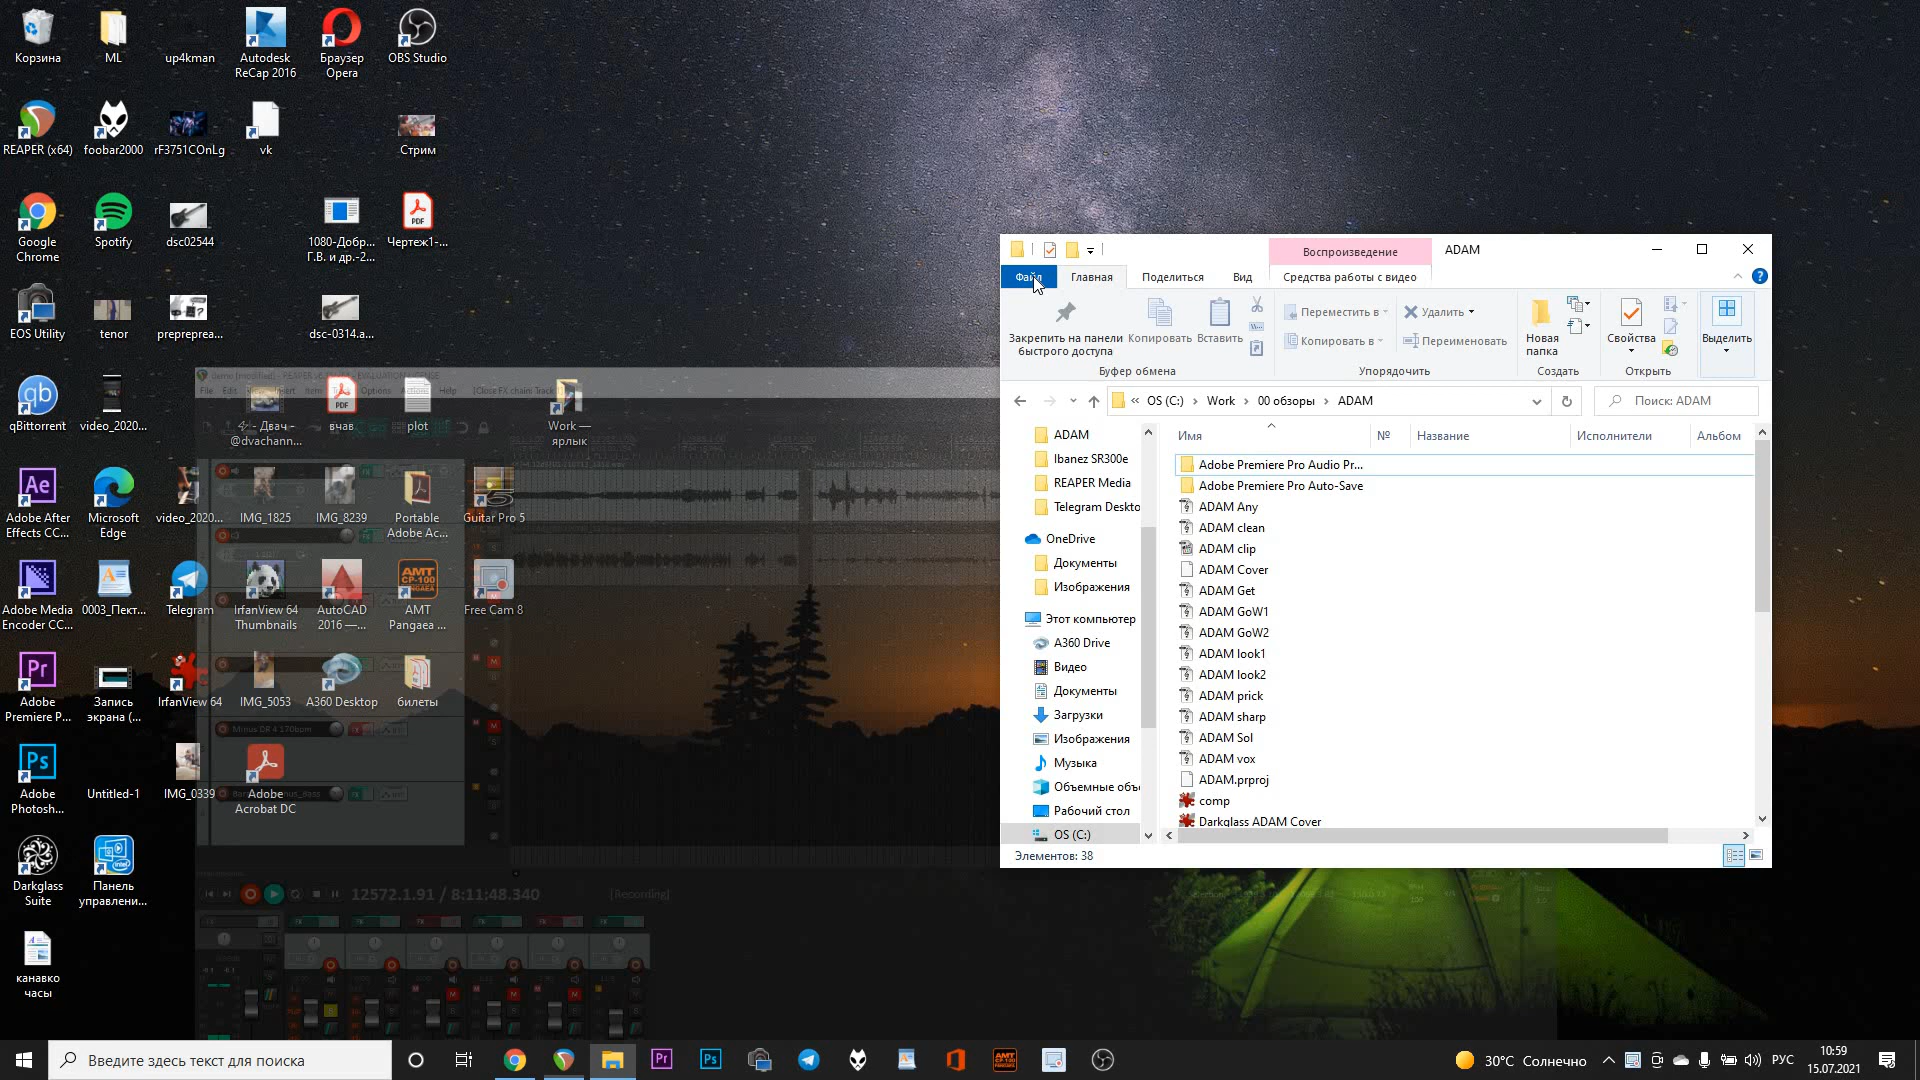 Корзина
ML
up4kman
Autodesk
ReCap 2016
Браузер
Opera
OBS Studio
REAPER (x64)
foobar2000
rF3751COnLg
vk
Стрим
Google
Chrome
Spotify
dsc02544
1080-Добр...
Г.В. и др.-2...
Чертеж1-...
EOS Utility
tenor
preprepreа...
dsc-0314.a...
qBittorrent
video_2020...
⚡ - Двач -
@dvachann...
вчав
plot
Work —
ярлык
Adobe After
Effects CC...
Microsoft
Edge
video_2020...
IMG_1825
IMG_8239
Portable
Adobe Ac...
Guitar Pro 5
Adobe Media
Encoder CC...
0003_Пект...
Telegram
IrfanView 64
Thumbnails
AutoCAD
2016 —...
AMT
Pangaea ...
Free Cam 8
Adobe
Premiere P...
Запись
экрана (...
IrfanView 64
IMG_5053
A360 Desktop
билеты
Minus DR 4 170bpm
Adobe
Photosh...
Untitled-1
IMG_0339
Adobe
Acrobat DC
Darkglass
Suite
Панель
управлени...
12572.1.91 / 8:11:48.340
[Recording]
канавко
часы
Воспроизведение
ADAM
Файл
Главная
Поделиться
Вид
Средства работы с видео
Закрепить на панели
быстрого доступа
Копировать
Вставить
Переместить в
Копировать в
Удалить
Переименовать
Новая
папка
Свойства
Выделить
Буфер обмена
Упорядочить
Создать
Открыть
« OS (C:) › Work › 00 обзоры › ADAM
Поиск: ADAM
ADAM
Ibanez SR300e
REAPER Media
Telegram Deskto
OneDrive
Документы
Изображения
Этот компьютер
A360 Drive
Видео
Документы
Загрузки
Изображения
Музыка
Объемные объ
Рабочий стол
OS (C:)
Имя
№
Название
Исполнители
Альбом
Adobe Premiere Pro Audio Pr...
Adobe Premiere Pro Auto-Save
ADAM Any
ADAM clean
ADAM clip
ADAM Cover
ADAM Get
ADAM GoW1
ADAM GoW2
ADAM look1
ADAM look2
ADAM prick
ADAM sharp
ADAM Sol
ADAM vox
ADAM.prproj
comp
Darkglass ADAM Cover
Элементов: 38
Введите здесь текст для поиска
30°C Солнечно
РУС
10:59
15.07.2021